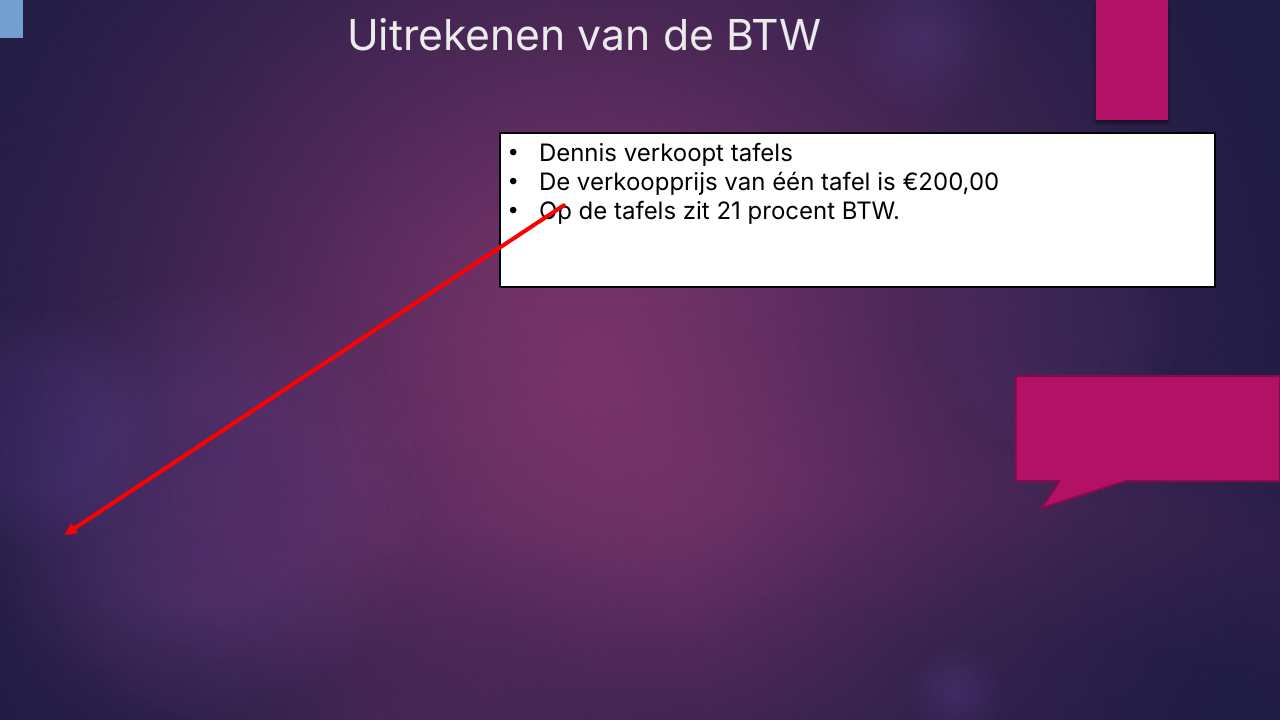 Uitrekenen van de BTW
• Dennis verkoopt tafels
• De verkoopprijs van één tafel is €200,00
• Op de tafels zit 21 procent BTW.